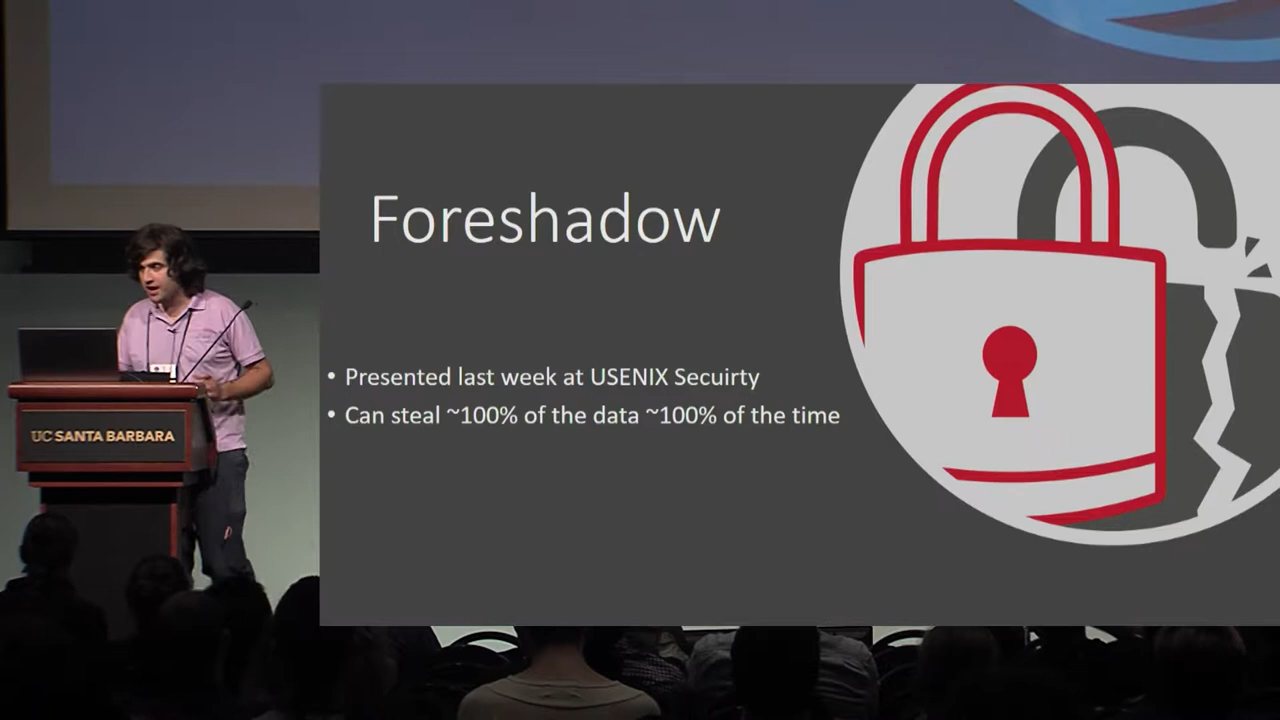 Foreshadow
• Presented last week at USENIX Secuirty
• Can steal ~100% of the data ~100% of the time
UC SANTA BARBARA